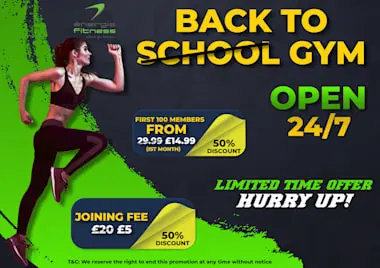 énergie
Fitness
BACK TO
SCHOOL GYM
OPEN
24/7
FIRST 100 MEMBERS
FROM
29.99 £14.99
(1ST MONTH)
50%
DISCOUNT
LIMITED TIME OFFER
HURRY UP!
JOINING FEE
£20 £5
50%
DISCOUNT
T&C: We reserve the right to end this promotion at any time without notice